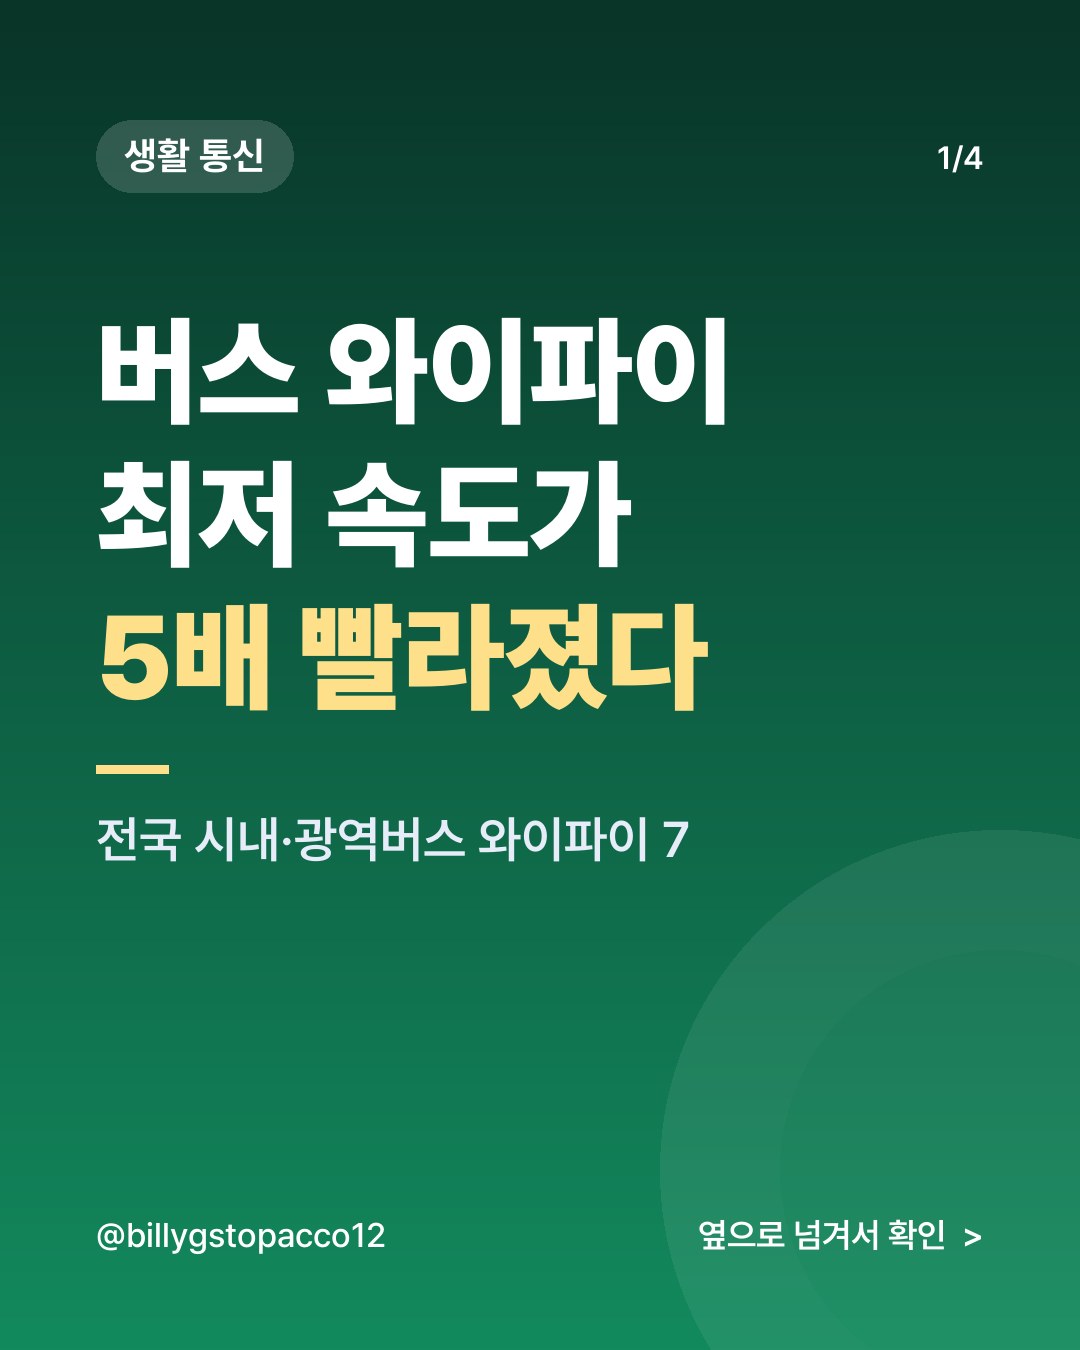 생활 통신
1/4
버스 와이파이
최저 속도가
5배 빨라졌다
전국 시내·광역버스 와이파이 7
@billygstopacco12
옆으로 넘겨서 확인 >